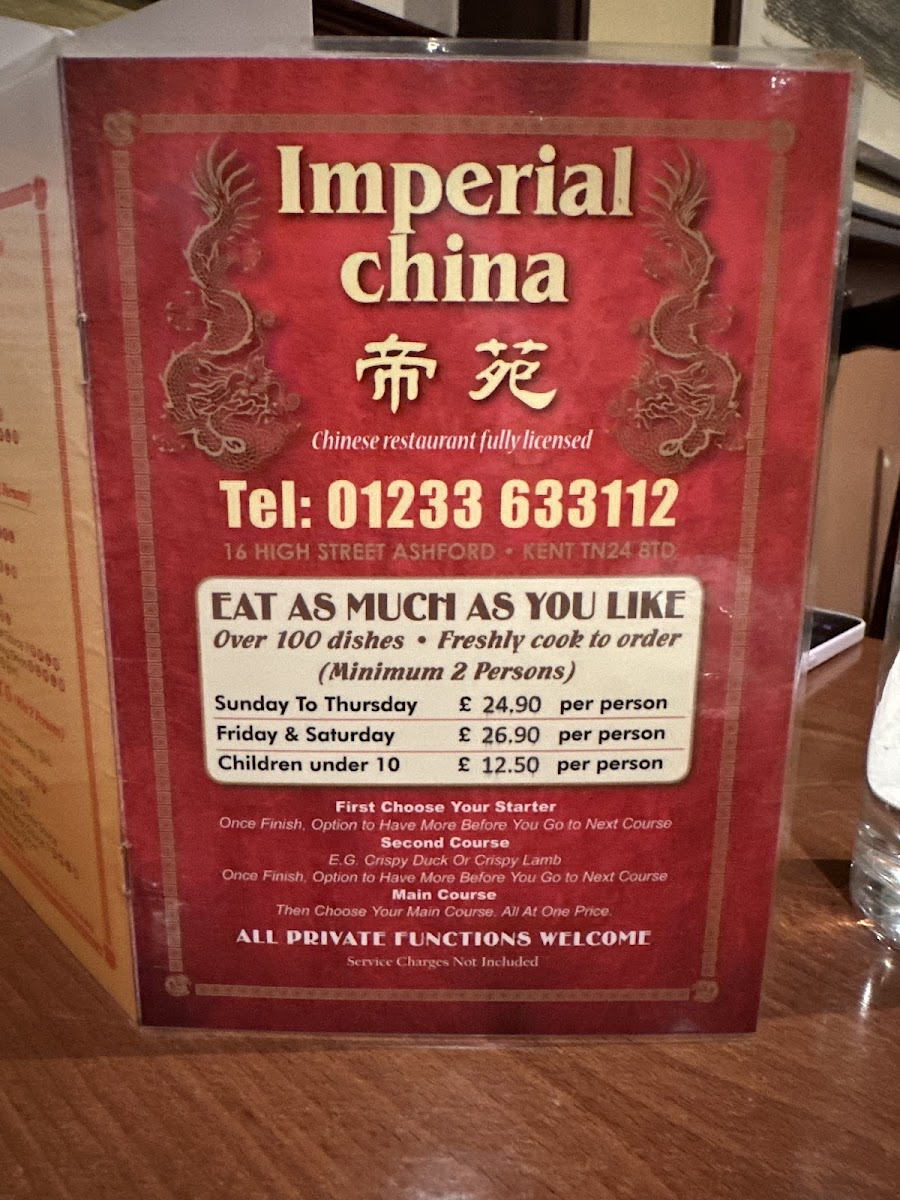 Imperial
china
帝苑
Chinese restaurant fully licensed
Tel: 01233 633112
16 HIGH STREET ASHFORD • KENT TN24 8TD
EAT AS MUCH AS YOU LIKE
Over 100 dishes • Freshly cook to order
(Minimum 2 Persons)
Sunday To Thursday £ 24.90 per person
Friday & Saturday £ 26.90 per person
Children under 10 £ 12.50 per person
First Choose Your Starter
Once Finish, Option to Have More Before You Go to Next Course
Second Course
E.G. Crispy Duck Or Crispy Lamb
Once Finish, Option to Have More Before You Go to Next Course
Main Course
Then Choose Your Main Course. All At One Price.
ALL PRIVATE FUNCTIONS WELCOME
Service Charges Not Included